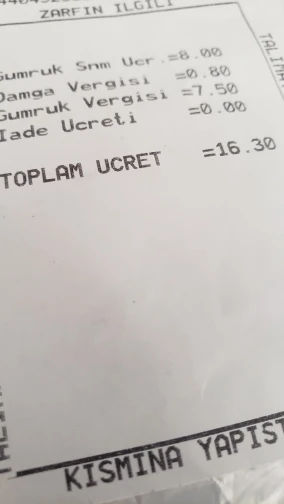 ZARFIN ILGILI
Gumruk Snm Ucr.=8.00
Damga Vergisi =0.80
Gumruk Vergisi =7.50
Iade Ucreti =0.00
TOPLAM UCRET =16.30
KISMINA YAPIST